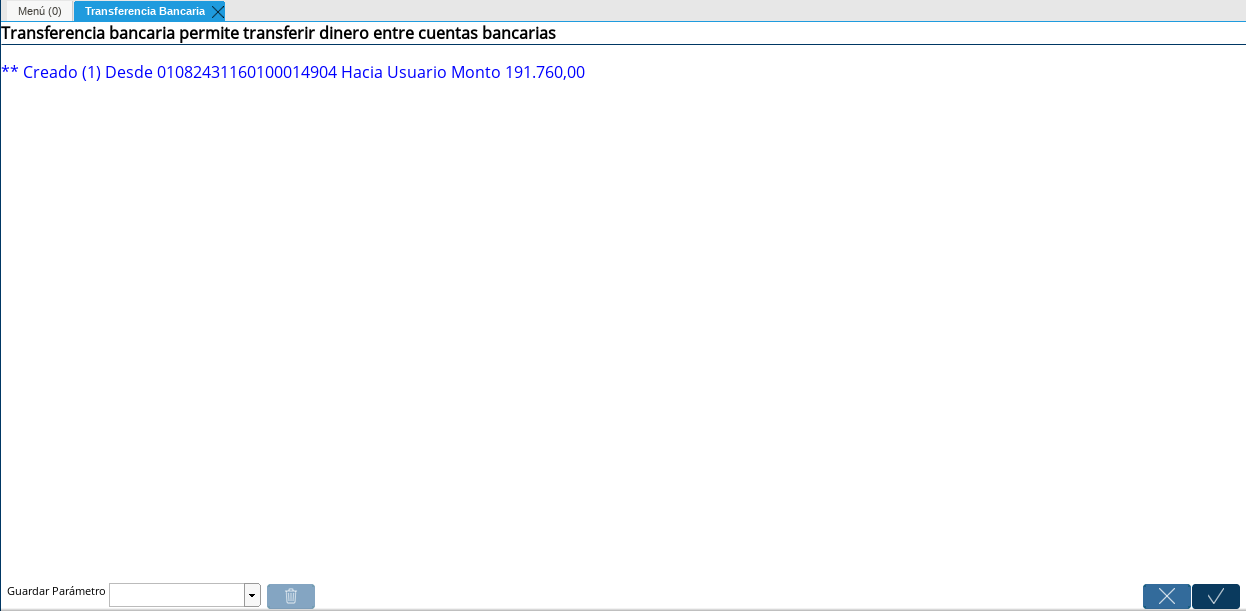 Menú (0)
Transferencia Bancaria
Transferencia bancaria permite transferir dinero entre cuentas bancarias
** Creado (1) Desde 01082431160100014904 Hacia Usuario Monto 191.760,00
Guardar Parámetro